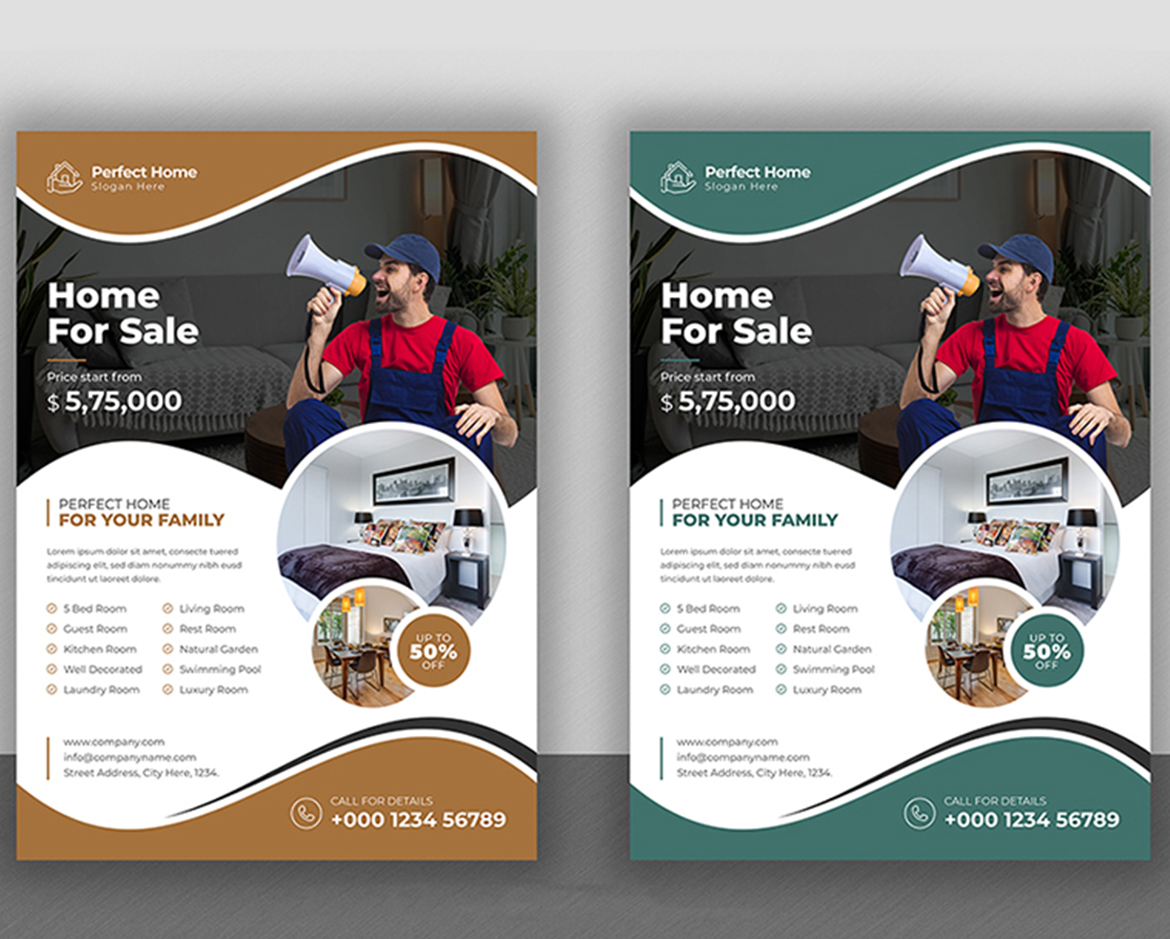 Perfect Home
Slogan Here
Home
For Sale
Price start from
$ 5,75,000
PERFECT HOME
FOR YOUR FAMILY
Lorem ipsum dolor sit amet, consecte tuered
adipiscing elit, sed diam nonummy nibh eusd
tincidunt ut laoreet dolore.
5 Bed Room
Living Room
Guest Room
Rest Room
Kitchen Room
Natural Garden
Well Decorated
Swimming Pool
Laundry Room
Luxury Room
UP TO
50%
OFF
www.company.com
info@companyname.com
Street Address, City Here, 1234.
CALL FOR DETAILS
+000 1234 56789
Perfect Home
Slogan Here
Home
For Sale
Price start from
$ 5,75,000
PERFECT HOME
FOR YOUR FAMILY
Lorem ipsum dolor sit amet, consecte tuered
adipiscing elit, sed diam nonummy nibh eusd
tincidunt ut laoreet dolore.
5 Bed Room
Living Room
Guest Room
Rest Room
Kitchen Room
Natural Garden
Well Decorated
Swimming Pool
Laundry Room
Luxury Room
UP TO
50%
OFF
www.company.com
info@companyname.com
Street Address, City Here, 1234.
CALL FOR DETAILS
+000 1234 56789